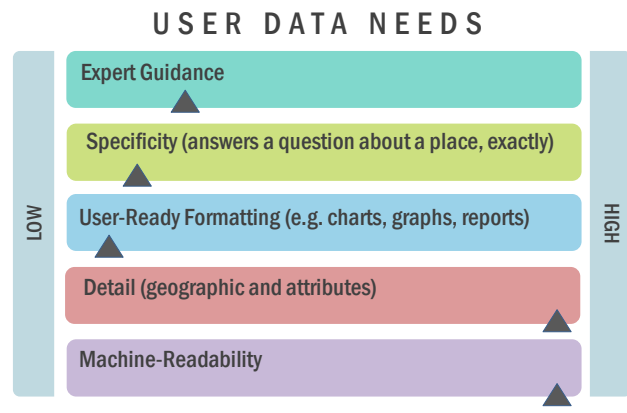 USER DATA NEEDS
Expert Guidance
Specificity (answers a question about a place, exactly)
LOW
User-Ready Formatting (e.g. charts, graphs, reports)
HIGH
Detail (geographic and attributes)
Machine-Readability